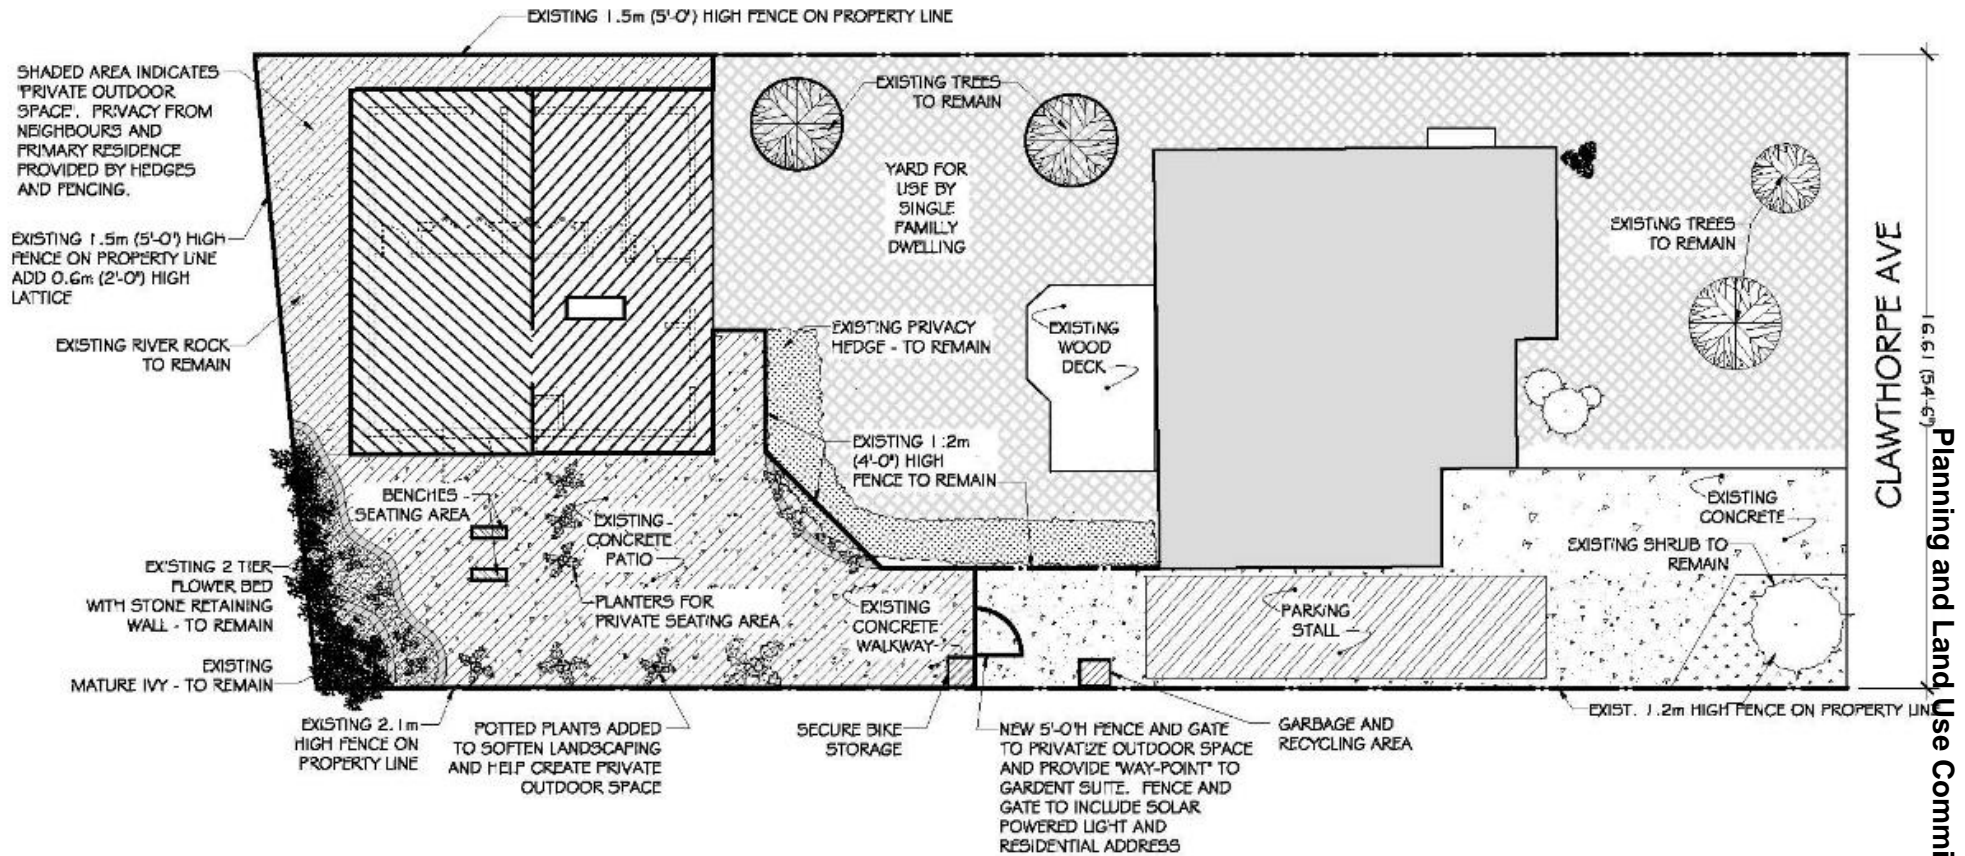 EXISTING 1.5m (5'-0") HIGH FENCE ON PROPERTY LINE
SHADED AREA INDICATES
"PRIVATE OUTDOOR
SPACE". PRIVACY FROM
NEIGHBOURS AND
PRIMARY RESIDENCE
PROVIDED BY HEDGES
AND FENCING.
EXISTING 1.5m (5'-0") HIGH
FENCE ON PROPERTY LINE
ADD 0.6m (2'-0") HIGH
LATTICE
EXISTING RIVER ROCK
TO REMAIN
EXISTING TREES
TO REMAIN
YARD FOR
USE BY
SINGLE
FAMILLY
DWELLING
EXISTING TREES
TO REMAIN
EXISTING PRIVACY
HEDGE - TO REMAIN
EXISTING
WOOD
DECK
EXISTING 1.2m
(4'-0") HIGH
FENCE TO REMAIN
BENCHES -
SEATING AREA
EXISTING
CONCRETE
PATIO
PLANTERS FOR
PRIVATE SEATING AREA
EXISTING
CONCRETE
WALKWAY
EXISTING 2 TIER
FLOWER BED
WITH STONE RETAINING
WALL - TO REMAIN
EXISTING
MATURE IVY - TO REMAIN
EXISTING
CONCRETE
EXISTING SHRUB TO
REMAIN
PARKING
STALL
EXISTING 2.1m
HIGH FENCE ON
PROPERTY LINE
POTTED PLANTS ADDED
TO SOFTEN LANDSCAPING
AND HELP CREATE PRIVATE
OUTDOOR SPACE
SECURE BIKE
STORAGE
NEW 5'-0"H FENCE AND GATE
TO PRIVATIZE OUTDOOR SPACE
AND PROVIDE "WAY-POINT" TO
GARDENT SUITE. FENCE AND
GATE TO INCLUDE SOLAR
POWERED LIGHT AND
RESIDENTIAL ADDRESS
GARBAGE AND
RECYCLING AREA
EXIST. 1.2m HIGH FENCE ON PROPERTY LINE
CLAWTHORPE AVE
16.61 (54'-6")
Planning and Land Use Commi